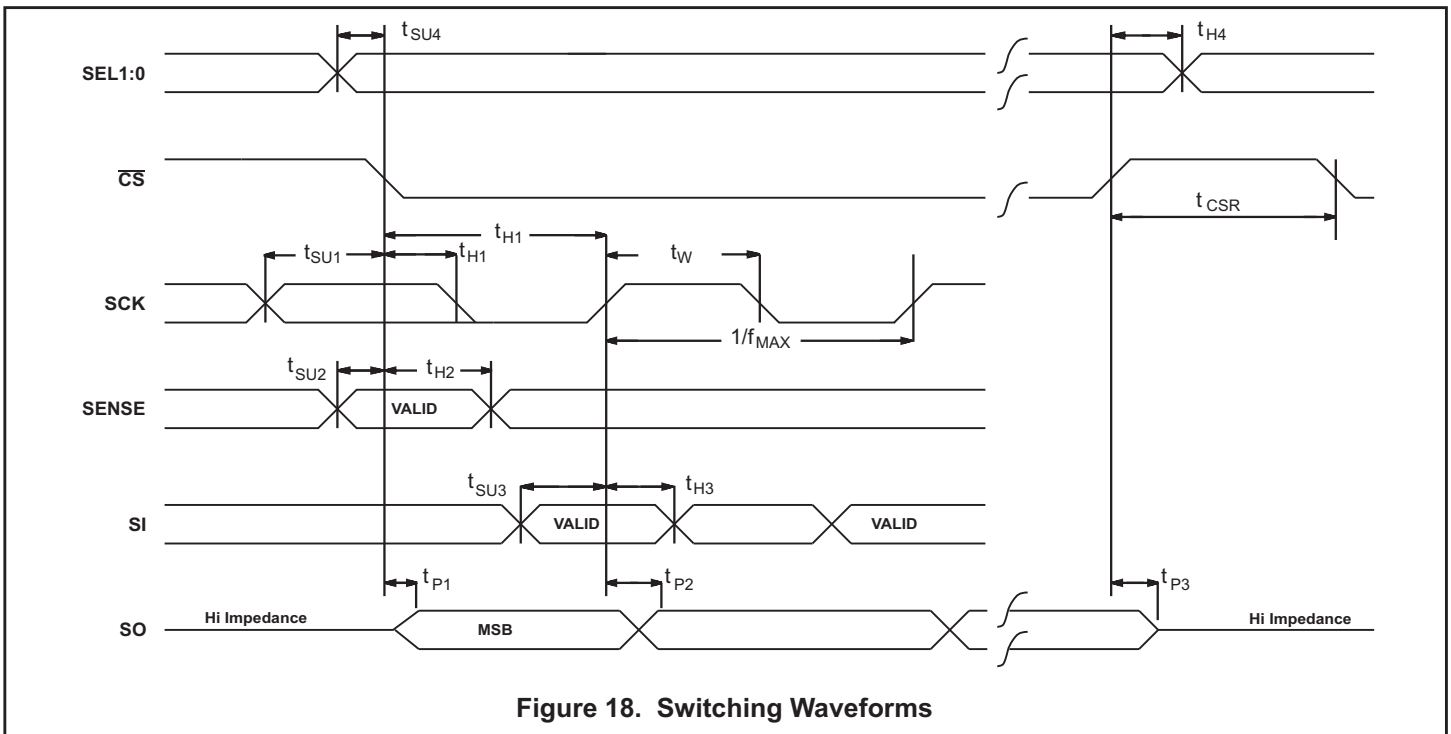 tSU4
tH4
SEL1:0
CS
tCSR
tH1
tSU1
tH1
tW
SCK
1/fMAX
tSU2
tH2
SENSE
VALID
tSU3
tH3
SI
VALID
VALID
tP1
tP2
tP3
SO
Hi Impedance
MSB
Hi Impedance
Figure 18. Switching Waveforms